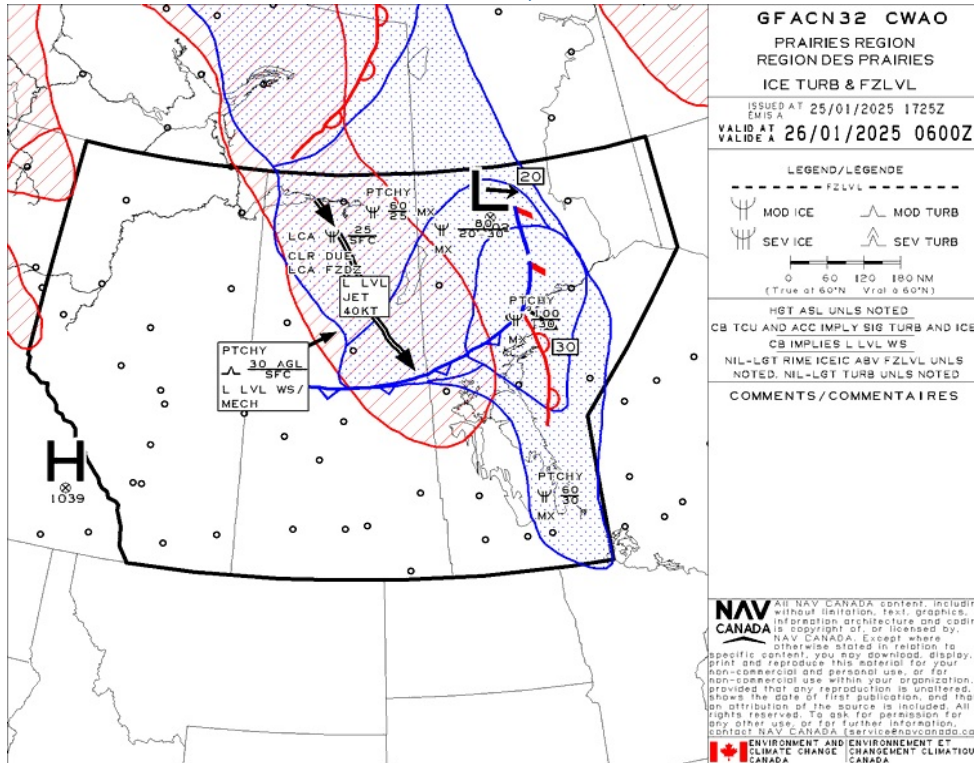 GFACN32 CWAO
PRAIRIES REGION
REGION DES PRAIRIES
ICE TURB & FZLVL
ISSUED AT
EMIS A
25/01/2025 1725Z
VALID AT
VALIDE A
26/01/2025 0600Z
LEGEND/LÉGENDE
FZLVL
MOD ICE
MOD TURB
SEV ICE
SEV TURB
0 60 120 180 NM
(True at 60°N Vrai à 60°N)
HGT ASL UNLS NOTED
CB TCU AND ACC IMPLY SIG TURB AND ICE
CB IMPLIES L LVL WS
NIL-LGT RIME ICEIC ABV FZLVL UNLS
NOTED. NIL-LGT TURB UNLS NOTED
COMMENTS/COMMENTAIRES
L
20
PTCHY
60
25
MX
LCA
25
SFC
CLR DUE
LCA FZDZ
80
20-30
MX
L LVL
JET
40KT
PTCHY
100
30
MX
30
PTCHY
30 AGL
SFC
L LVL WS/
MECH
H
1039
PTCHY
60
30
MX
NAV
CANADA
All NAV CANADA content, includin
without limitation, text, graphics,
information architecture and codin
is copyright of, or licensed by,
NAV CANADA. Except where
otherwise stated in relation to
specific content, you may download, display,
print and reproduce this material for your
non-commercial and personal use, or for
non-commercial use within your organization,
provided that any reproduction is unaltered,
shows the date of first publication, and tha
an attribution of the source is included. All
rights reserved. To ask for permission for
any other use, or for further information,
contact NAV CANADA (service@navcanada.ca
ENVIRONMENT AND
CLIMATE CHANGE
CANADA
ENVIRONNEMENT ET
CHANGEMENT CLIMATIQU
CANADA